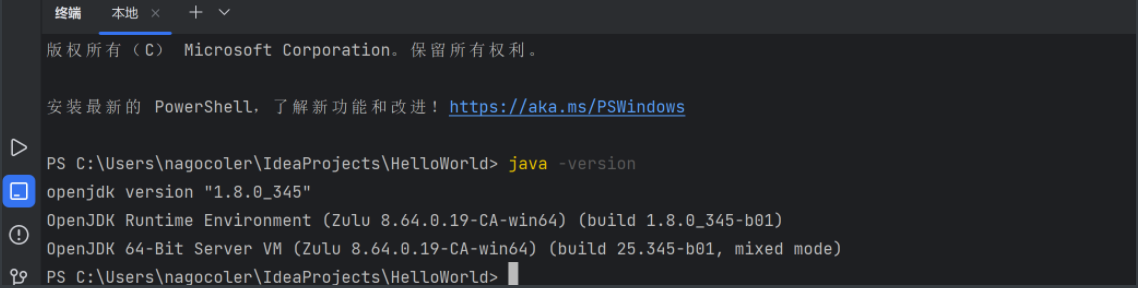 终端 本地
版权所有（C） Microsoft Corporation。保留所有权利。
安装最新的 PowerShell，了解新功能和改进！https://aka.ms/PSWindows
PS C:\Users\nagocoler\IdeaProjects\HelloWorld> java -version
openjdk version "1.8.0_345"
OpenJDK Runtime Environment (Zulu 8.64.0.19-CA-win64) (build 1.8.0_345-b01)
OpenJDK 64-Bit Server VM (Zulu 8.64.0.19-CA-win64) (build 25.345-b01, mixed mode)
PS C:\Users\nagocoler\IdeaProjects\HelloWorld>